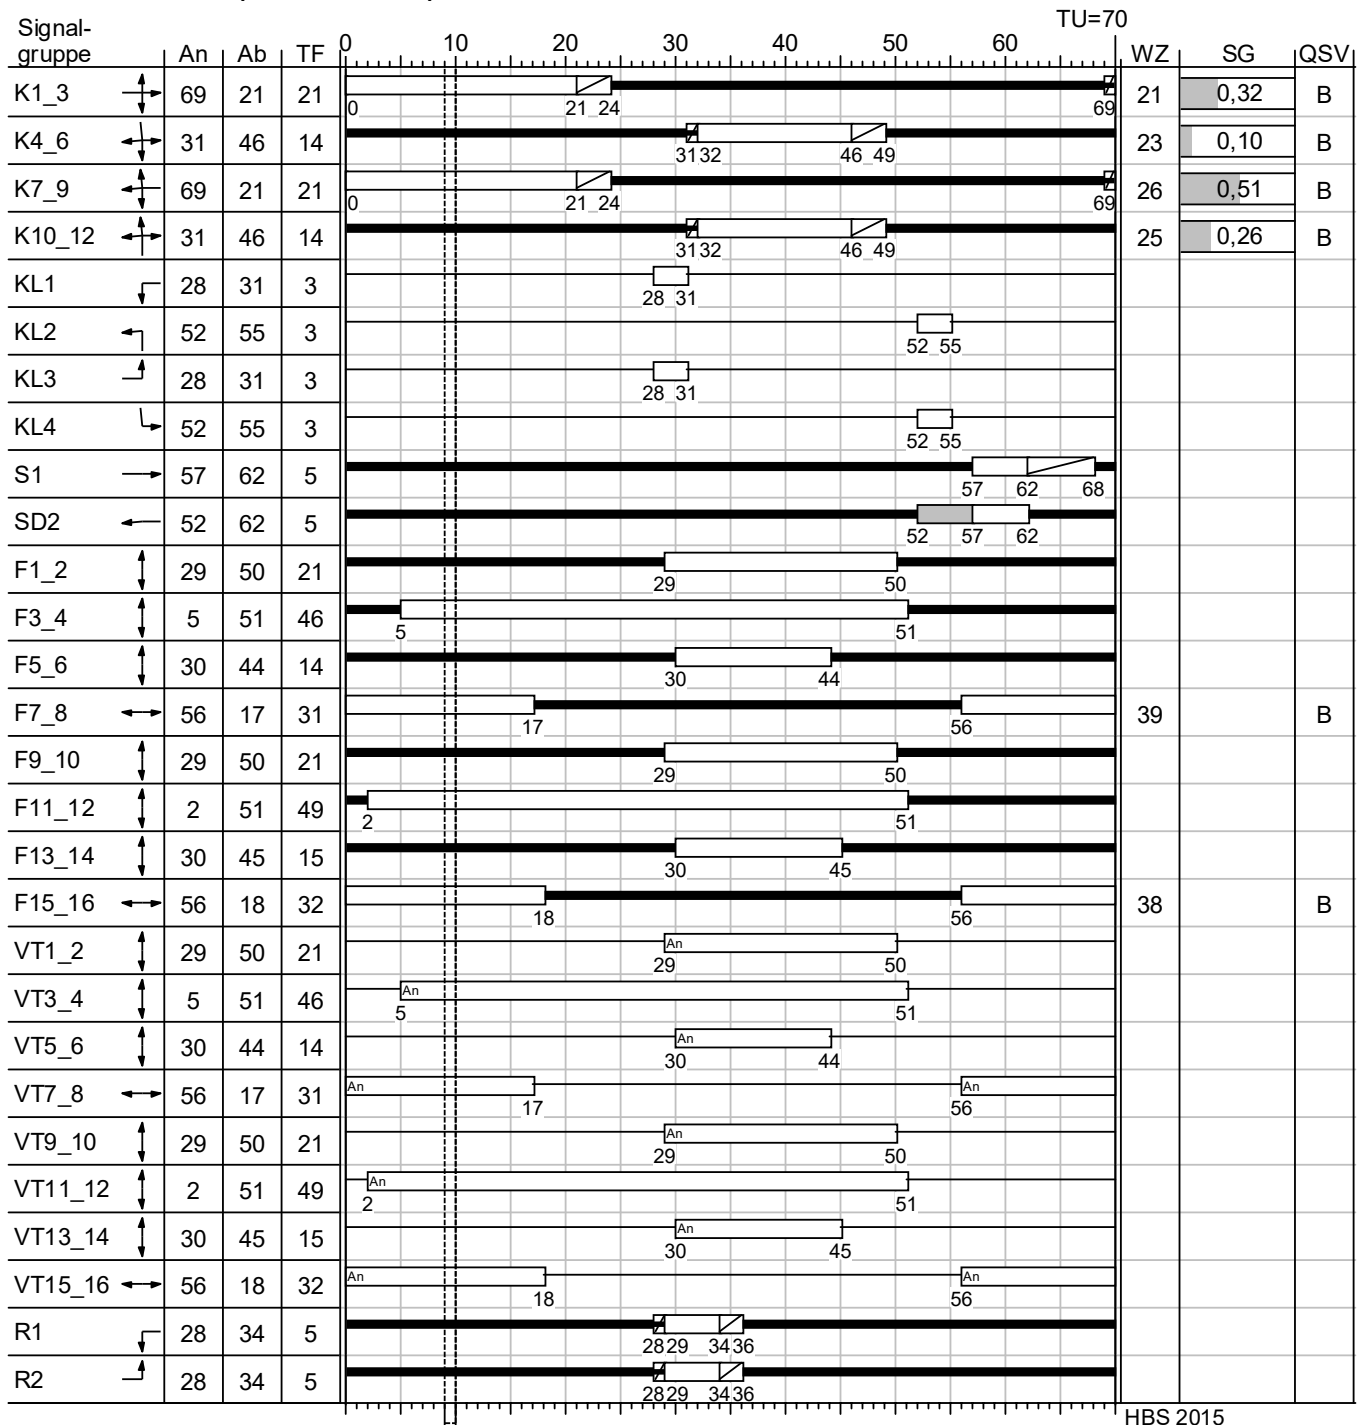 TU=70
Signal-
gruppe An Ab TF 0 10 20 30 40 50 60 WZ SG QSV
K1_3 69 21 21 21 0,32 B
0 21 24 69
K4_6 31 46 14 23 0,10 B
31 32 46 49
K7_9 69 21 21 26 0,51 B
0 21 24 69
K10_12 31 46 14 25 0,26 B
31 32 46 49
KL1 28 31 3
28 31
KL2 52 55 3
52 55
KL3 28 31 3
28 31
KL4 52 55 3
52 55
S1 57 62 5
57 62 68
SD2 52 62 5
52 57 62
F1_2 29 50 21
29 50
F3_4 5 51 46
5 51
F5_6 30 44 14
30 44
F7_8 56 17 31 39 B
17 56
F9_10 29 50 21
29 50
F11_12 2 51 49
2 51
F13_14 30 45 15
30 45
F15_16 56 18 32 38 B
18 56
VT1_2 29 50 21 An
29 50
VT3_4 5 51 46 An
5 51
VT5_6 30 44 14 An
30 44
VT7_8 56 17 31 An An
17 56
VT9_10 29 50 21 An
29 50
VT11_12 2 51 49 An
2 51
VT13_14 30 45 15 An
30 45
VT15_16 56 18 32 An An
18 56
R1 28 34 5
28 29 34 36
R2 28 34 5
28 29 34 36
HBS 2015